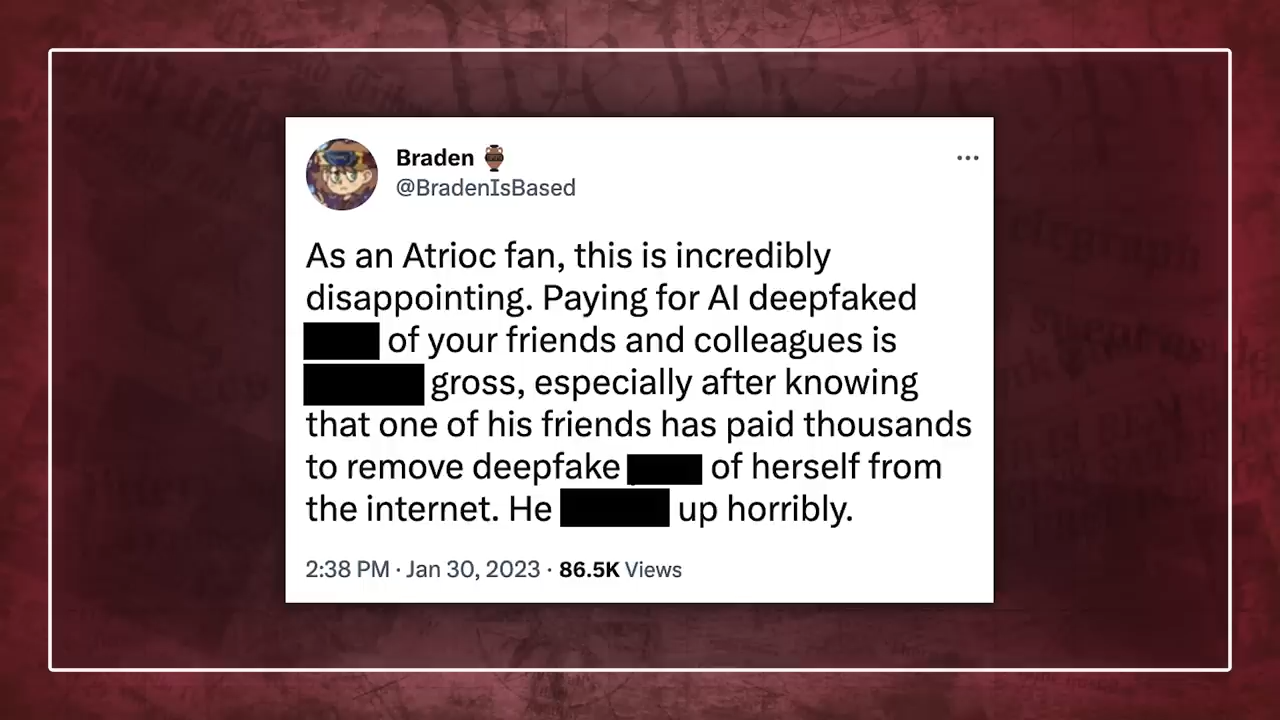 Braden
@BradenIsBased
As an Atrioc fan, this is incredibly
disappointing. Paying for AI deepfaked
of your friends and colleagues is
gross, especially after knowing
that one of his friends has paid thousands
to remove deepfake of herself from
the internet. He up horribly.
2:38 PM · Jan 30, 2023 · 86.5K Views